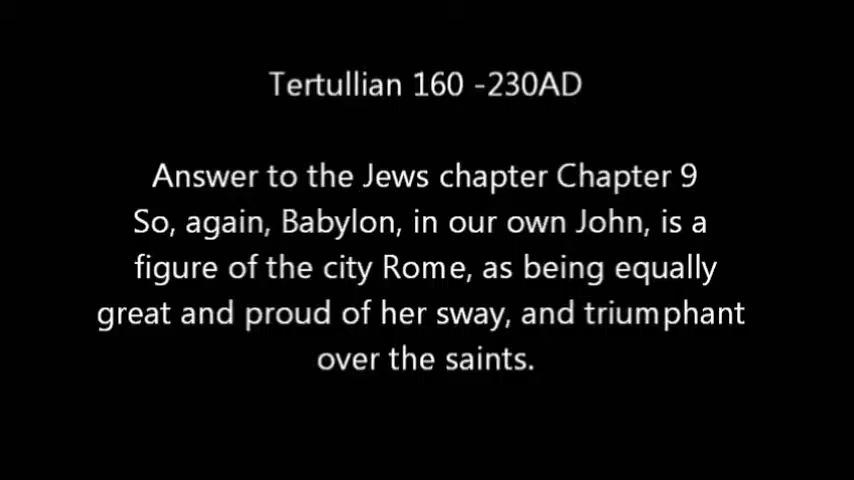 Tertullian 160 -230AD
Answer to the Jews chapter Chapter 9
So, again, Babylon, in our own John, is a
figure of the city Rome, as being equally
great and proud of her sway, and triumphant
over the saints.